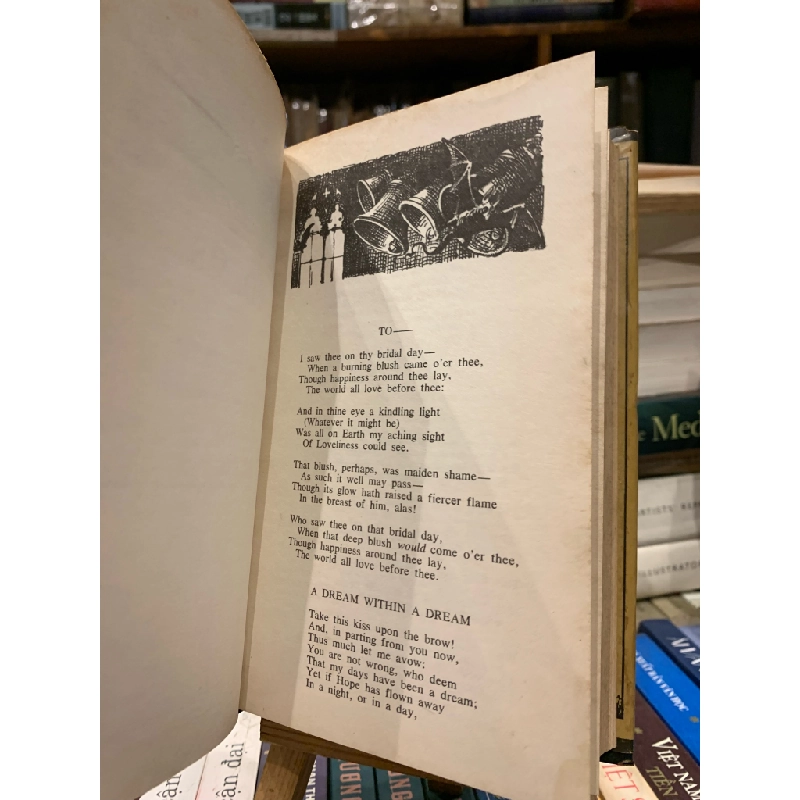 TO—
I saw thee on thy bridal day—
When a burning blush came o'er thee,
Though happiness around thee lay,
The world all love before thee:
And in thine eye a kindling light
(Whatever it might be)
Was all on Earth my aching sight
Of Loveliness could see.
That blush, perhaps, was maiden shame—
As such it well may pass—
Though its glow hath raised a fiercer flame
In the breast of him, alas!
Who saw thee on that bridal day,
When that deep blush would come o'er thee,
Though happiness around thee lay,
The world all love before thee.
A DREAM WITHIN A DREAM
Take this kiss upon the brow!
And, in parting from you now,
Thus much let me avow;
You are not wrong, who deem
That my days have been a dream;
Yet if Hope has flown away
In a night, or in a day,
Med
ILLUSTRATOR
VIỆT NAM
TIỀN
ận đại